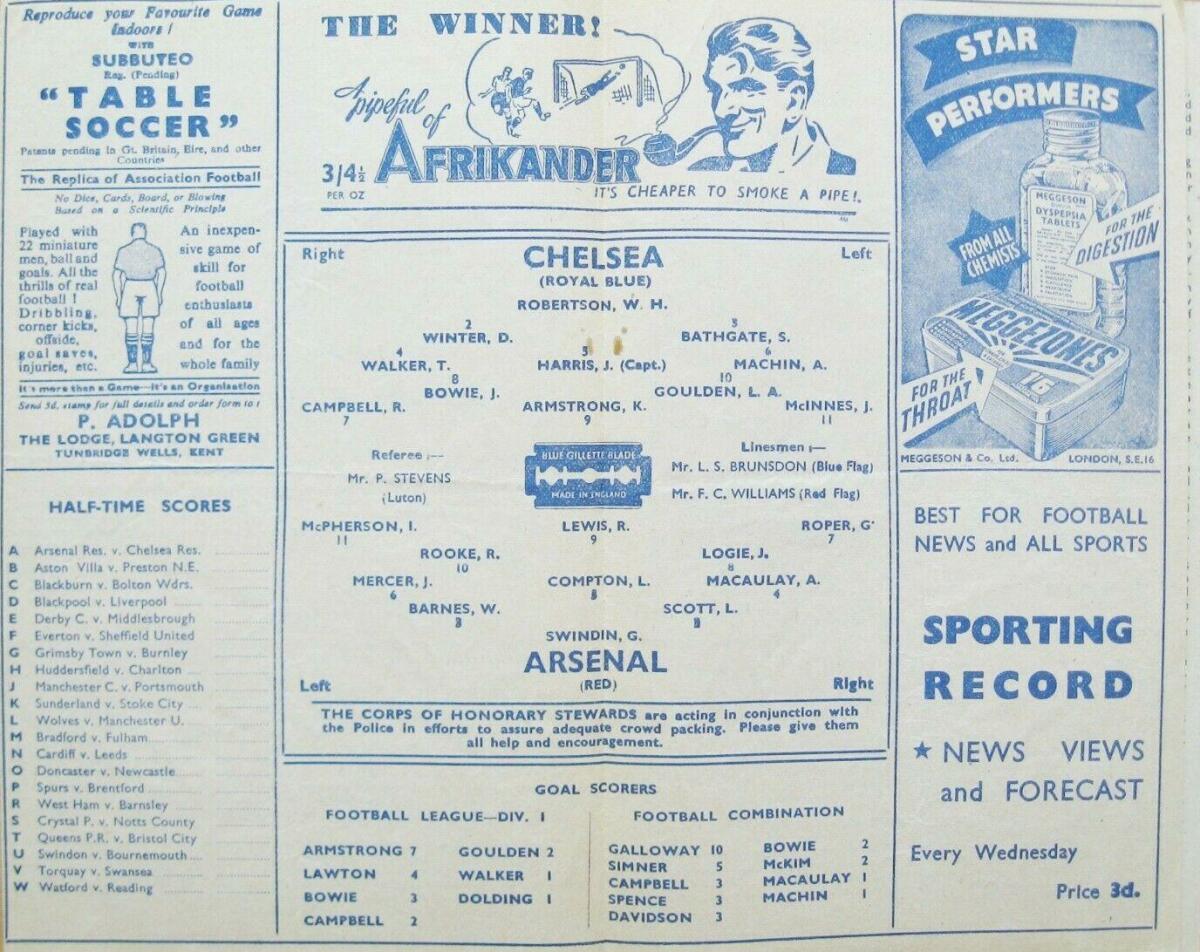 Reproduce your Favourite Game
Indoors !
WITH
SUBBUTEO
Reg. (Pending)
"TABLE
SOCCER"
Patents pending in Gt. Britain, Eire, and other
Countries
The Replica of Association Football
No Dice, Cards, Board, or Blowing
Based on a Scientific Principle
Played with
22 miniature
men, ball and
goals. All the
thrills of real
football !
Dribbling,
corner kicks,
offside,
goal saves,
injuries, etc.
An inexpen-
sive game of
skill for
football
enthusiasts
of all ages
and for the
whole family
It's more than a Game—It's an Organisation
Send 3d. stamp for full details and order form to :
P. ADOLPH
THE LODGE, LANGTON GREEN
TUNBRIDGE WELLS, KENT
HALF-TIME SCORES
A Arsenal Res. v. Chelsea Res.
B Aston Villa v. Preston N.E.
C Blackburn v. Bolton Wdrs.
D Blackpool v. Liverpool
E Derby C. v. Middlesbrough
F Everton v. Sheffield United
G Grimsby Town v. Burnley
H Huddersfield v. Charlton
J Manchester C. v. Portsmouth
K Sunderland v. Stoke City
L Wolves v. Manchester U.
M Bradford v. Fulham
N Cardiff v. Leeds
O Doncaster v. Newcastle
P Spurs v. Brentford
R West Ham v. Barnsley
S Crystal P. v. Notts County
T Queens P.R. v. Bristol City
U Swindon v. Bournemouth
V Torquay v. Swansea
W Watford v. Reading
THE WINNER!
A pipeful
of
AFRIKANDER
3/4½
PER OZ
IT'S CHEAPER TO SMOKE A PIPE!.
Right CHELSEA Left
(ROYAL BLUE)
ROBERTSON, W. H.
2 3
WINTER, D. BATHGATE, S.
4 5 6
WALKER, T. HARRIS, J. (Capt.) MACHIN, A.
8 10
BOWIE, J. GOULDEN, L. A.
CAMPBELL, R. ARMSTRONG, K. McINNES, J.
7 9 11
Referee :—
Mr. P. STEVENS
(Luton)
BLUE GILLETTE BLADE
MADE IN ENGLAND
Linesmen :—
Mr. L. S. BRUNSDON (Blue Flag)
Mr. F. C. WILLIAMS (Red Flag)
McPHERSON, I. LEWIS, R. ROPER, G.
11 9 7
ROOKE, R. LOGIE, J.
10 8
MERCER, J. COMPTON, L. MACAULAY, A.
6 5 4
BARNES, W. SCOTT, L.
3
SWINDIN, G.
ARSENAL
Left (RED) Right
THE CORPS OF HONORARY STEWARDS are acting in conjunction with
the Police in efforts to assure adequate crowd packing. Please give them
all help and encouragement.
GOAL SCORERS
FOOTBALL LEAGUE—DIV. I
ARMSTRONG 7 GOULDEN 2
LAWTON 4 WALKER 1
BOWIE 3 DOLDING 1
CAMPBELL 2
FOOTBALL COMBINATION
GALLOWAY 10 BOWIE 2
SIMNER 5 McKIM 2
CAMPBELL 3 MACAULAY 1
SPENCE 3 MACHIN 1
DAVIDSON 3
STAR
PERFORMERS
MEGGESON
DYSPEPSIA
TABLETS
FROM ALL
CHEMISTS
FOR THE
DIGESTION
MEGGEZONES
1/6
FOR THE
THROAT
MEGGESON & Co. Ltd. LONDON, S.E.16
BEST FOR FOOTBALL
NEWS and ALL SPORTS
SPORTING
RECORD
★ NEWS VIEWS
and FORECAST
Every Wednesday
Price 3d.